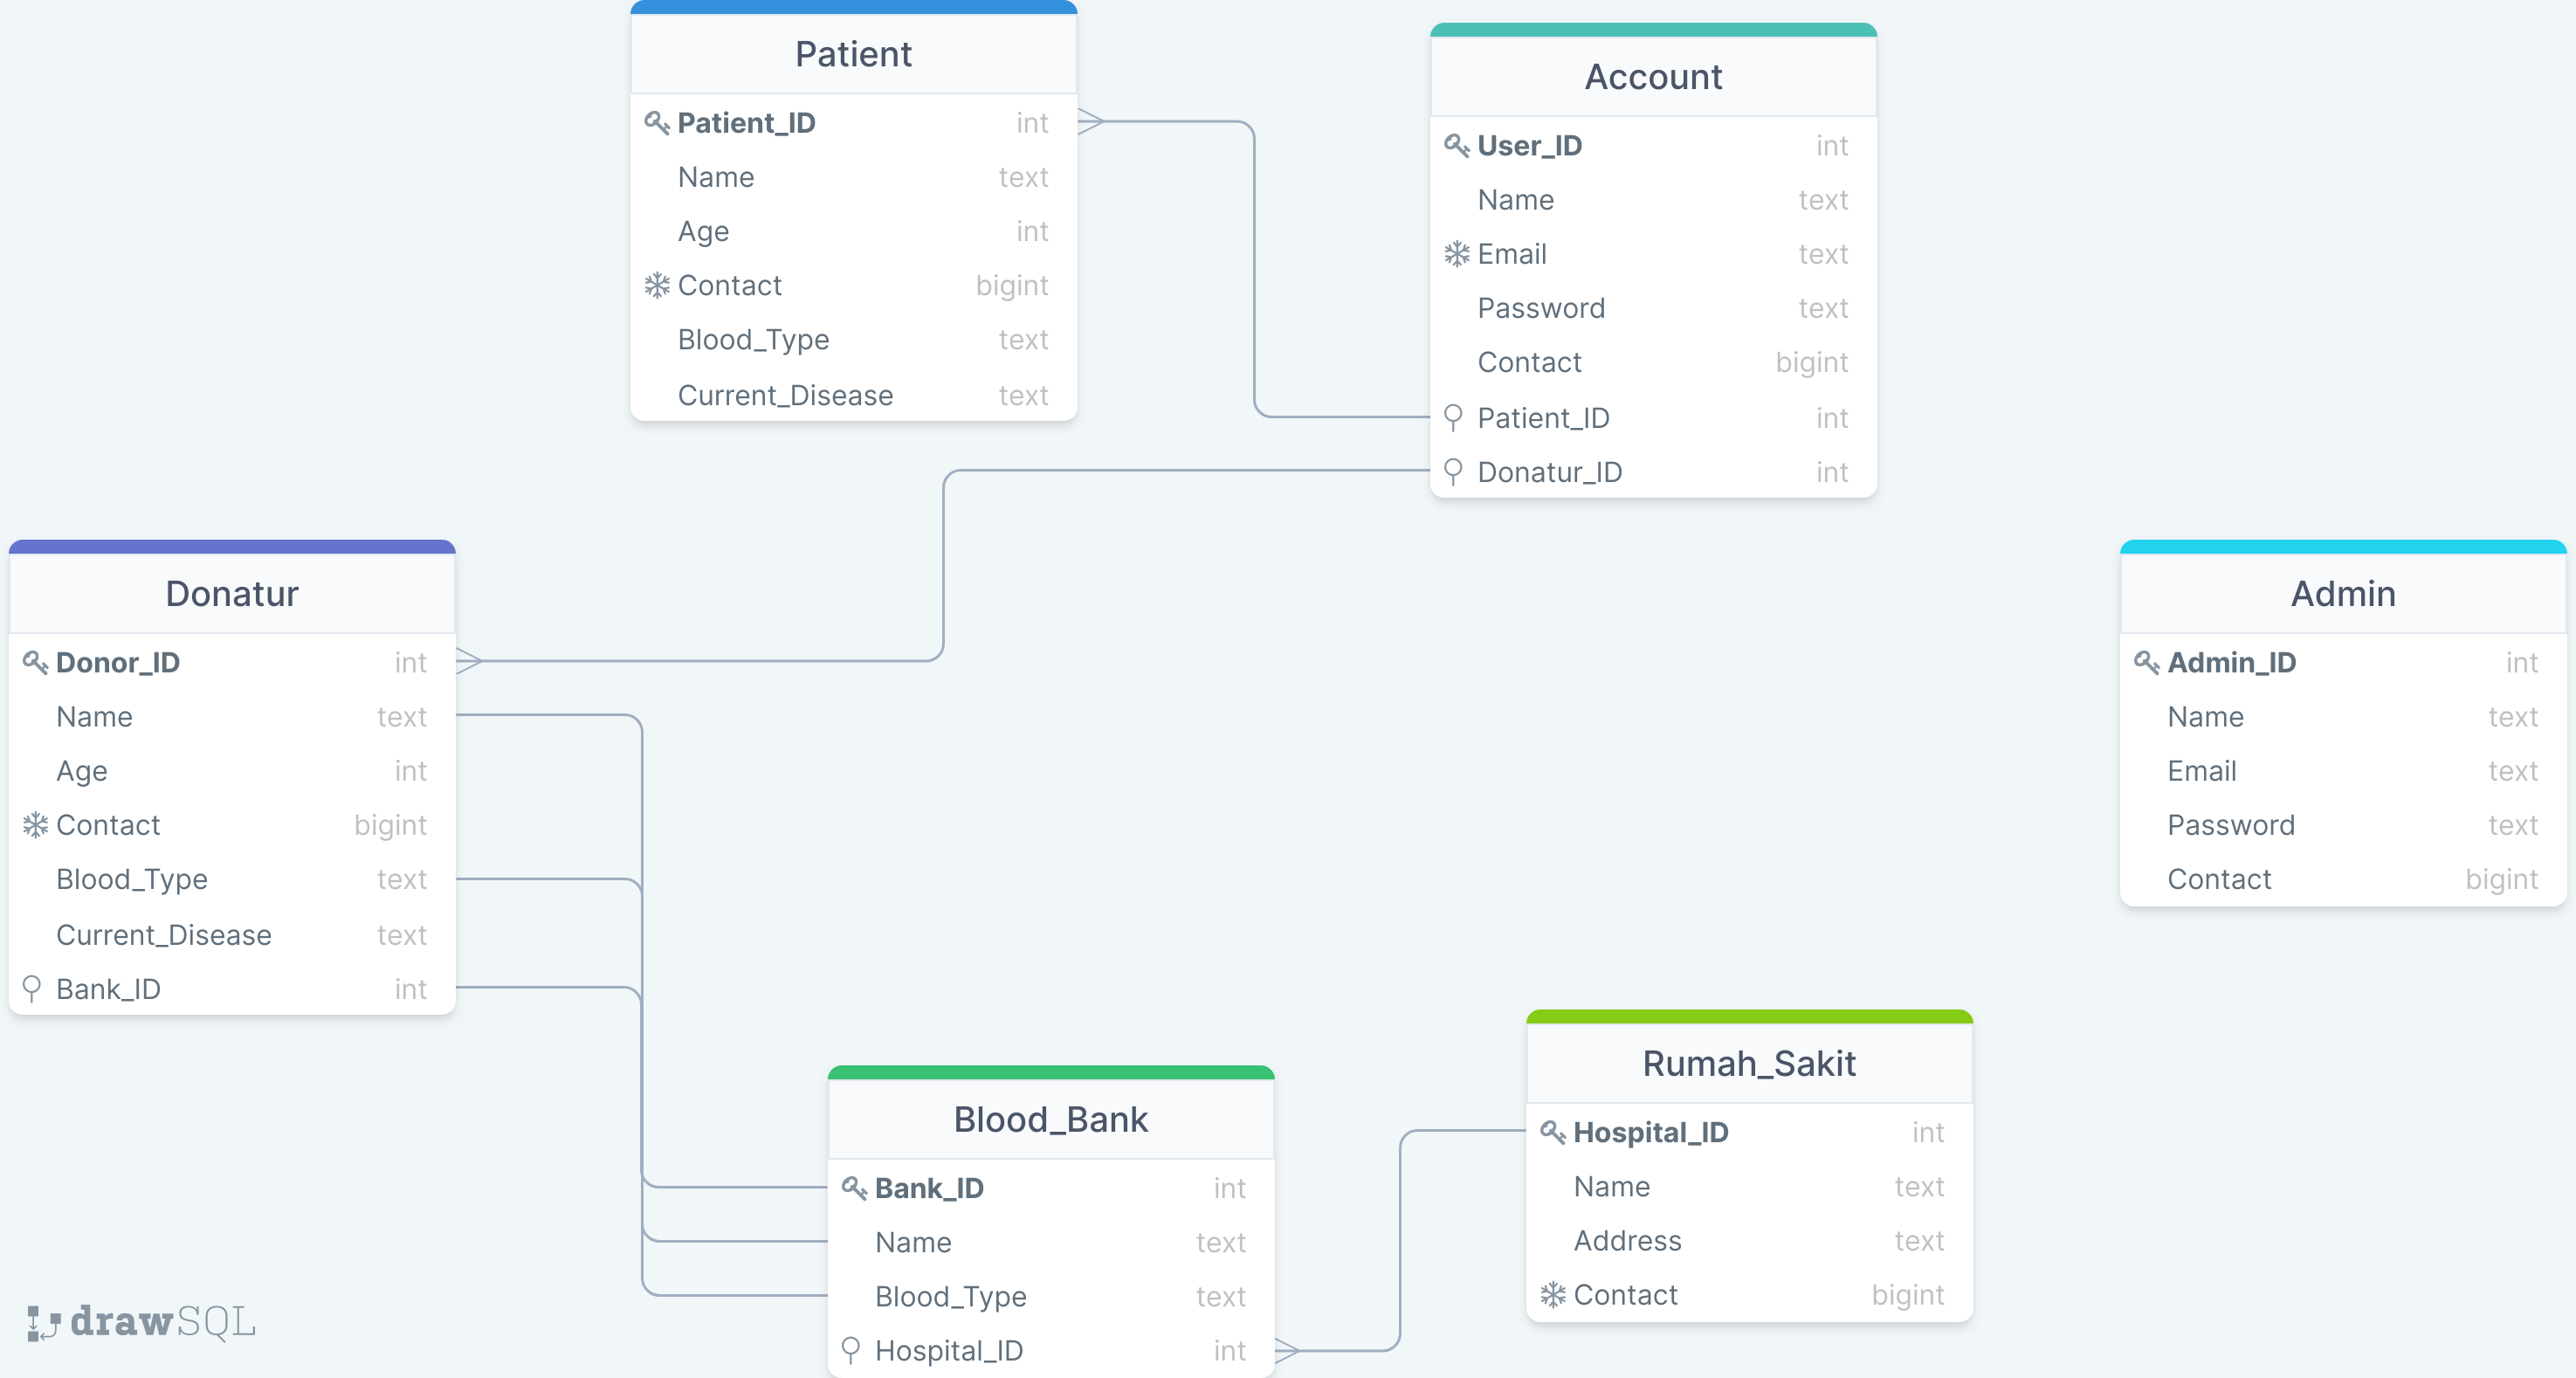 Patient
Patient_ID int
Name text
Age int
Contact bigint
Blood_Type text
Current_Disease text
Account
User_ID int
Name text
Email text
Password text
Contact bigint
Patient_ID int
Donatur_ID int
Donatur
Donor_ID int
Name text
Age int
Contact bigint
Blood_Type text
Current_Disease text
Bank_ID int
Admin
Admin_ID int
Name text
Email text
Password text
Contact bigint
Blood_Bank
Bank_ID int
Name text
Blood_Type text
Hospital_ID int
Rumah_Sakit
Hospital_ID int
Name text
Address text
Contact bigint
drawSQL